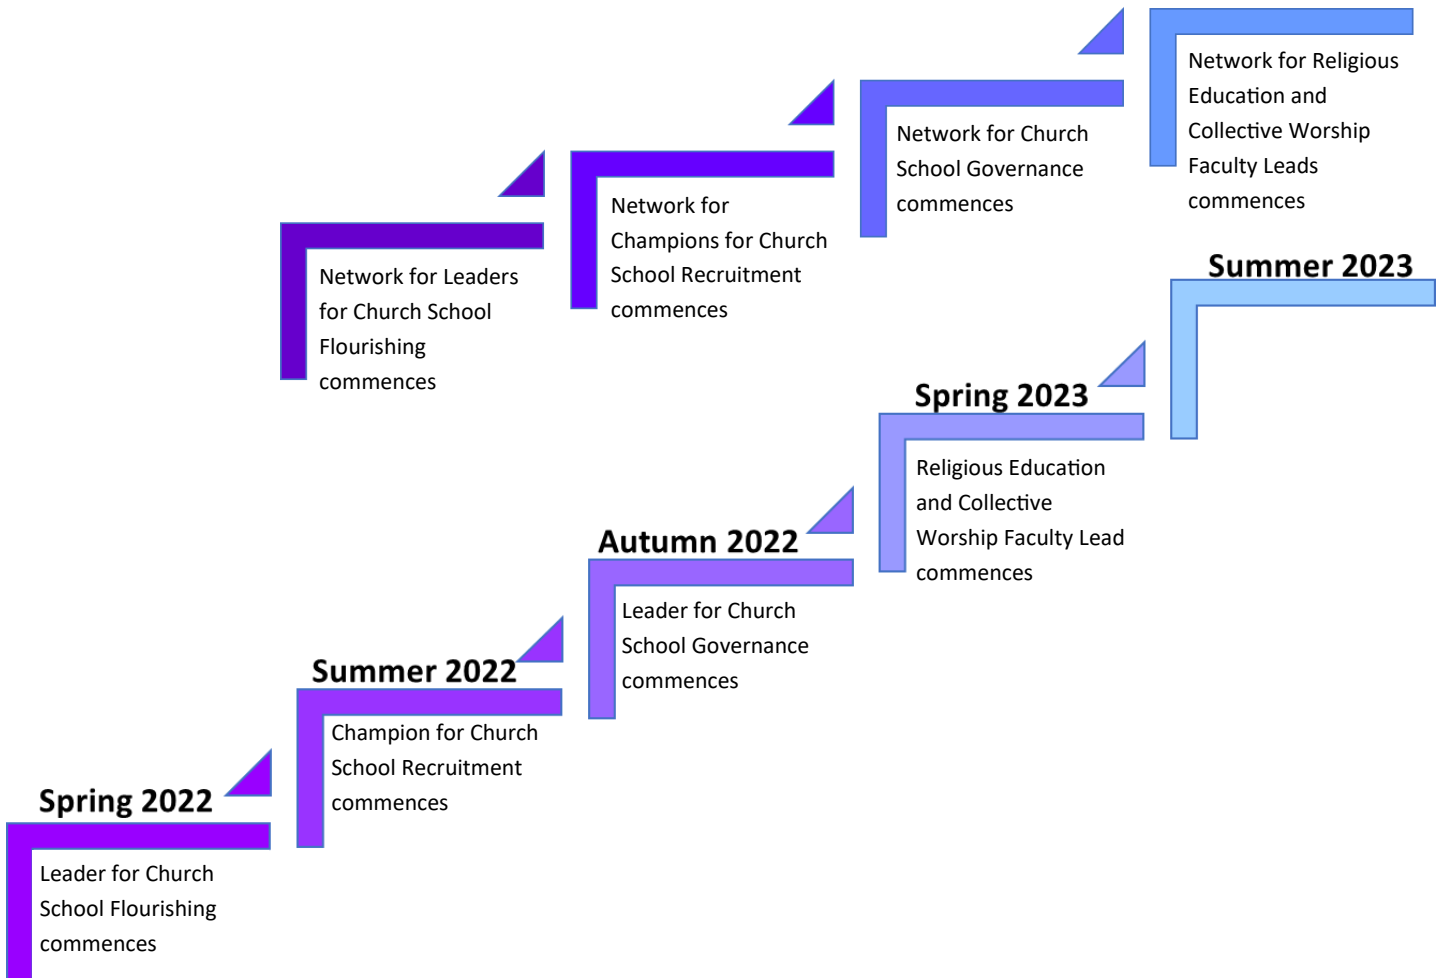 Network for Religious
Education and
Collective Worship
Faculty Leads
commences
Network for Church
School Governance
commences
Network for
Champions for Church
School Recruitment
commences
Network for Leaders
for Church School
Flourishing
commences
Summer 2023
Spring 2023
Religious Education
and Collective
Worship Faculty Lead
commences
Autumn 2022
Leader for Church
School Governance
commences
Summer 2022
Champion for Church
School Recruitment
commences
Spring 2022
Leader for Church
School Flourishing
commences